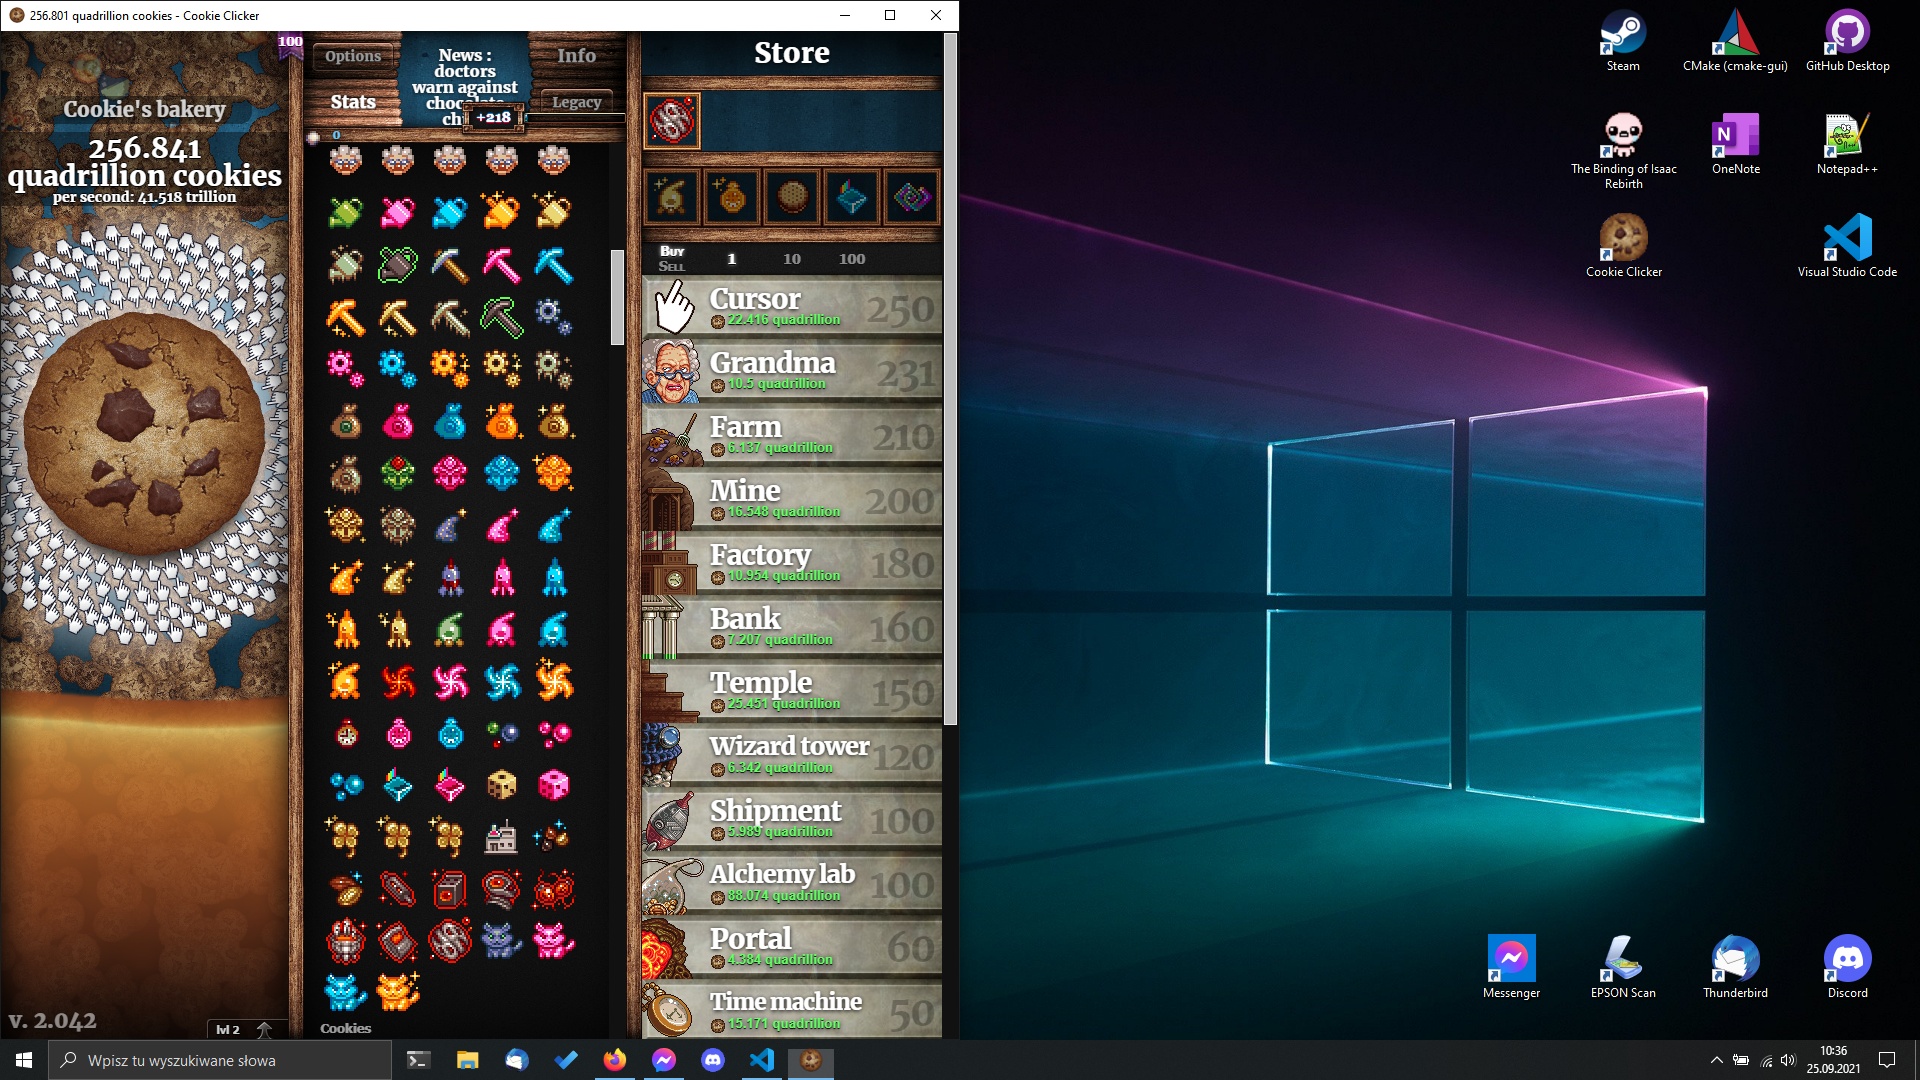 256.801 quadrillion cookies - Cookie Clicker
100
Cookie's bakery
256.841
quadrillion cookies
per second: 41.518 trillion
v. 2.042
lvl 2
Options
Stats
News :
doctors
warn against
chocolate
+218
Info
Legacy
0
Cookies
Store
BUY
SELL
1
10
100
Cursor
22.416 quadrillion
250
Grandma
10.5 quadrillion
231
Farm
6.137 quadrillion
210
Mine
16.548 quadrillion
200
Factory
10.954 quadrillion
180
Bank
7.207 quadrillion
160
Temple
25.451 quadrillion
150
Wizard tower
6.342 quadrillion
120
Shipment
5.989 quadrillion
100
Alchemy lab
88.074 quadrillion
100
Portal
4.384 quadrillion
60
Time machine
15.171 quadrillion
50
Steam
CMake (cmake-gui)
GitHub Desktop
The Binding of Isaac
Rebirth
OneNote
Notepad++
Cookie Clicker
Visual Studio Code
Messenger
EPSON Scan
Thunderbird
Discord
Wpisz tu wyszukiwane słowa
10:36
25.09.2021